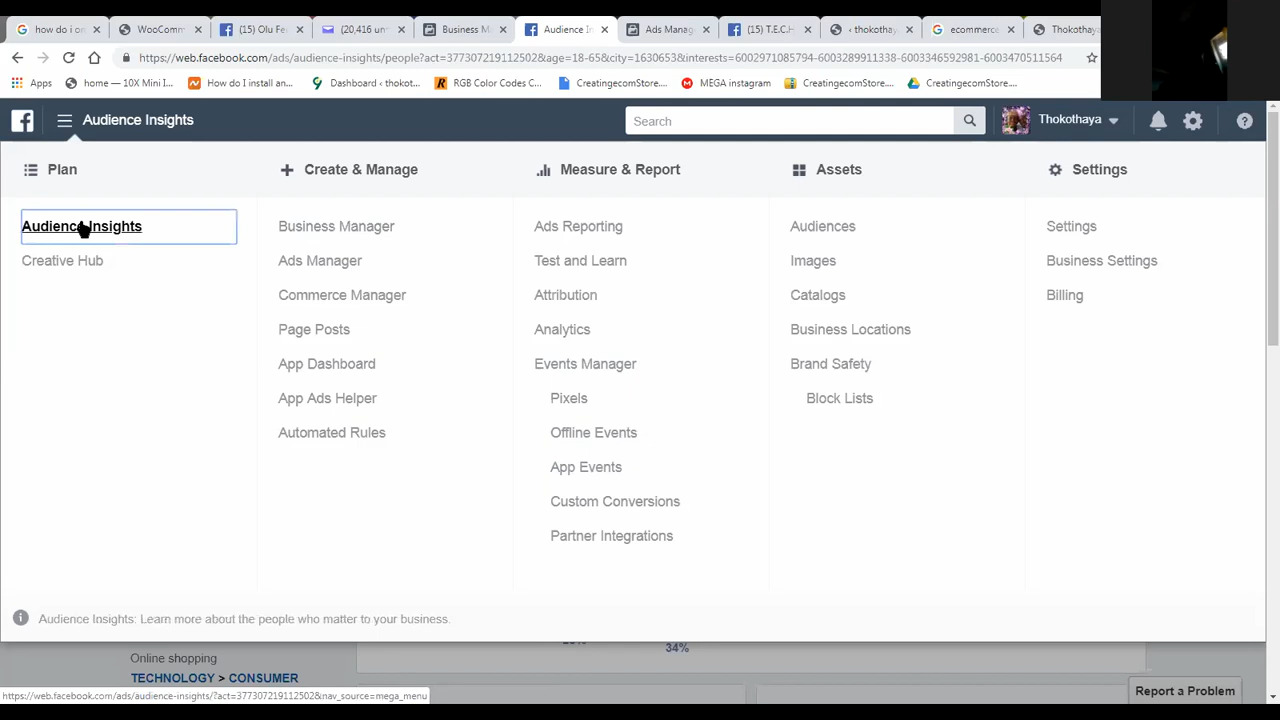 how do i on
WooComm
(15) Olu Fe
(20,416 un
Business M
Audience In
Ads Manag
(15) T.E.C.H
‹ thokotha
ecommerce
Thokothaya
https://web.facebook.com/ads/audience-insights/people?act=377307219112502&age=18-65&city=1630653&interests=6002971085794-6003289911338-6003346592981-6003470511564
Apps
home — 10X Mini I...
How do I install an...
Dashboard ‹ thokot...
RGB Color Codes C...
CreatingecomStore....
MEGA instagram
CreatingecomStore....
CreatingecomStore....
Audience Insights
Search
Thokothaya
Plan
Create & Manage
Measure & Report
Assets
Settings
Audience Insights
Business Manager
Ads Reporting
Audiences
Settings
Creative Hub
Ads Manager
Test and Learn
Images
Business Settings
Commerce Manager
Attribution
Catalogs
Billing
Page Posts
Analytics
Business Locations
App Dashboard
Events Manager
Brand Safety
App Ads Helper
Pixels
Block Lists
Automated Rules
Offline Events
App Events
Custom Conversions
Partner Integrations
Audience Insights: Learn more about the people who matter to your business.
34%
Online shopping
TECHNOLOGY > CONSUMER
https://web.facebook.com/ads/audience-insights/?act=377307219112502&nav_source=mega_menu
Report a Problem